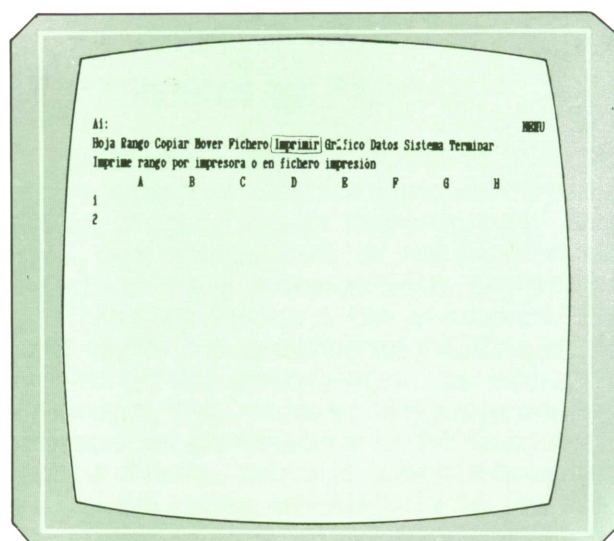 A1: MENU
Hoja Rango Copiar Mover Fichero Imprimir Gráfico Datos Sistema Terminar
Imprime rango por impresora o en fichero impresión
A B C D E F G H
1
2